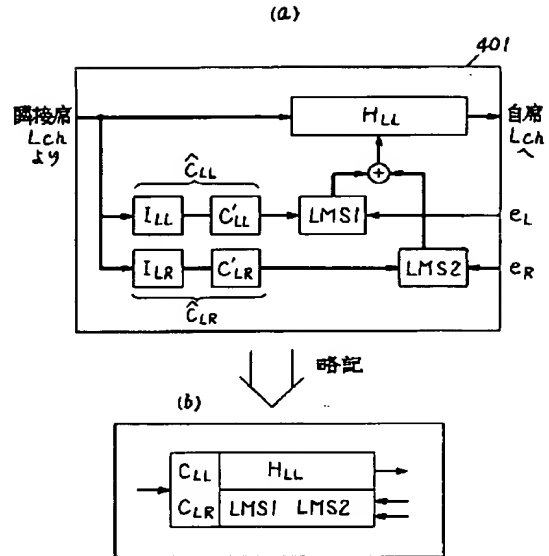 (a)
401
隣接席
Lch
より
H_LL
自席
Lch
へ
Ĉ_LL
I_LL
C'_LL
LMS1
+
e_L
I_LR
C'_LR
LMS2
e_R
Ĉ_LR
略記
(b)
C_LL H_LL
C_LR LMS1 LMS2